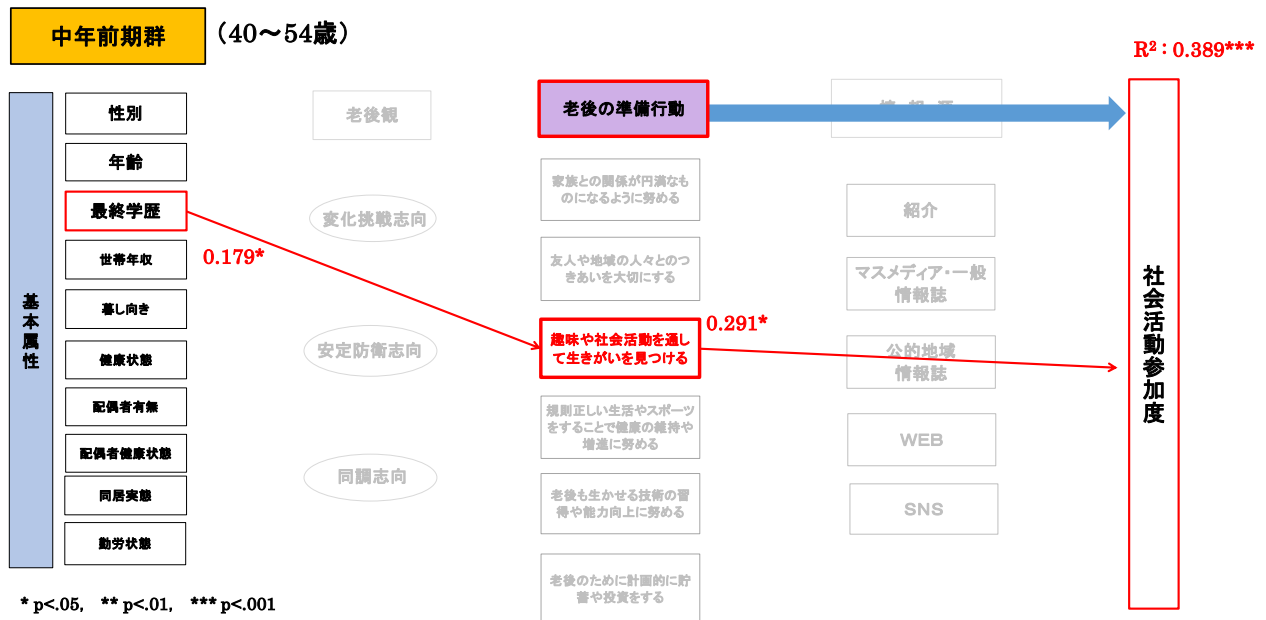 中年前期群
（40～54歳）
R²：0.389***
基本属性
性別
年齢
最終学歴
世帯年収
暮し向き
健康状態
配偶者有無
配偶者健康状態
同居実態
勤労状態
0.179*
老後観
変化挑戦志向
安定防衛志向
同調志向
老後の準備行動
家族との関係が円満なも
のになるように努める
友人や地域の人々とのつ
きあいを大切にする
趣味や社会活動を通し
て生きがいを見つける
0.291*
規則正しい生活やスポーツ
をすることで健康の維持や
増進に努める
老後も生かせる技術の習
得や能力向上に努める
老後のために計画的に貯
蓄や投資をする
紹介
マスメディア・一般
情報誌
公的地域
情報誌
WEB
SNS
社会活動参加度
* p<.05, ** p<.01, *** p<.001